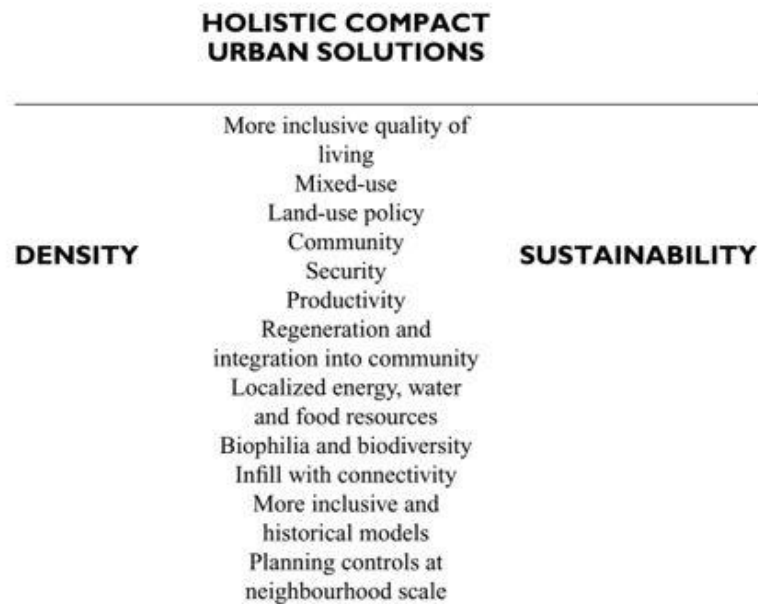 HOLISTIC COMPACT
URBAN SOLUTIONS
More inclusive quality of
living
Mixed-use
Land-use policy
DENSITY
Community
SUSTAINABILITY
Security
Productivity
Regeneration and
integration into community
Localized energy, water
and food resources
Biophilia and biodiversity
Infill with connectivity
More inclusive and
historical models
Planning controls at
neighbourhood scale